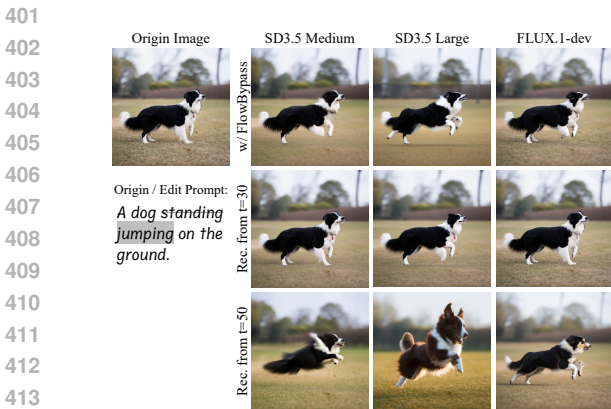 401
402
403
404
405
406
407
408
409
410
411
412
413
Origin Image
SD3.5 Medium
SD3.5 Large
FLUX.1-dev
w/ FlowBypass
Origin / Edit Prompt:
A dog standing
jumping on the
ground.
Rec. from t=30
Rec. from t=50